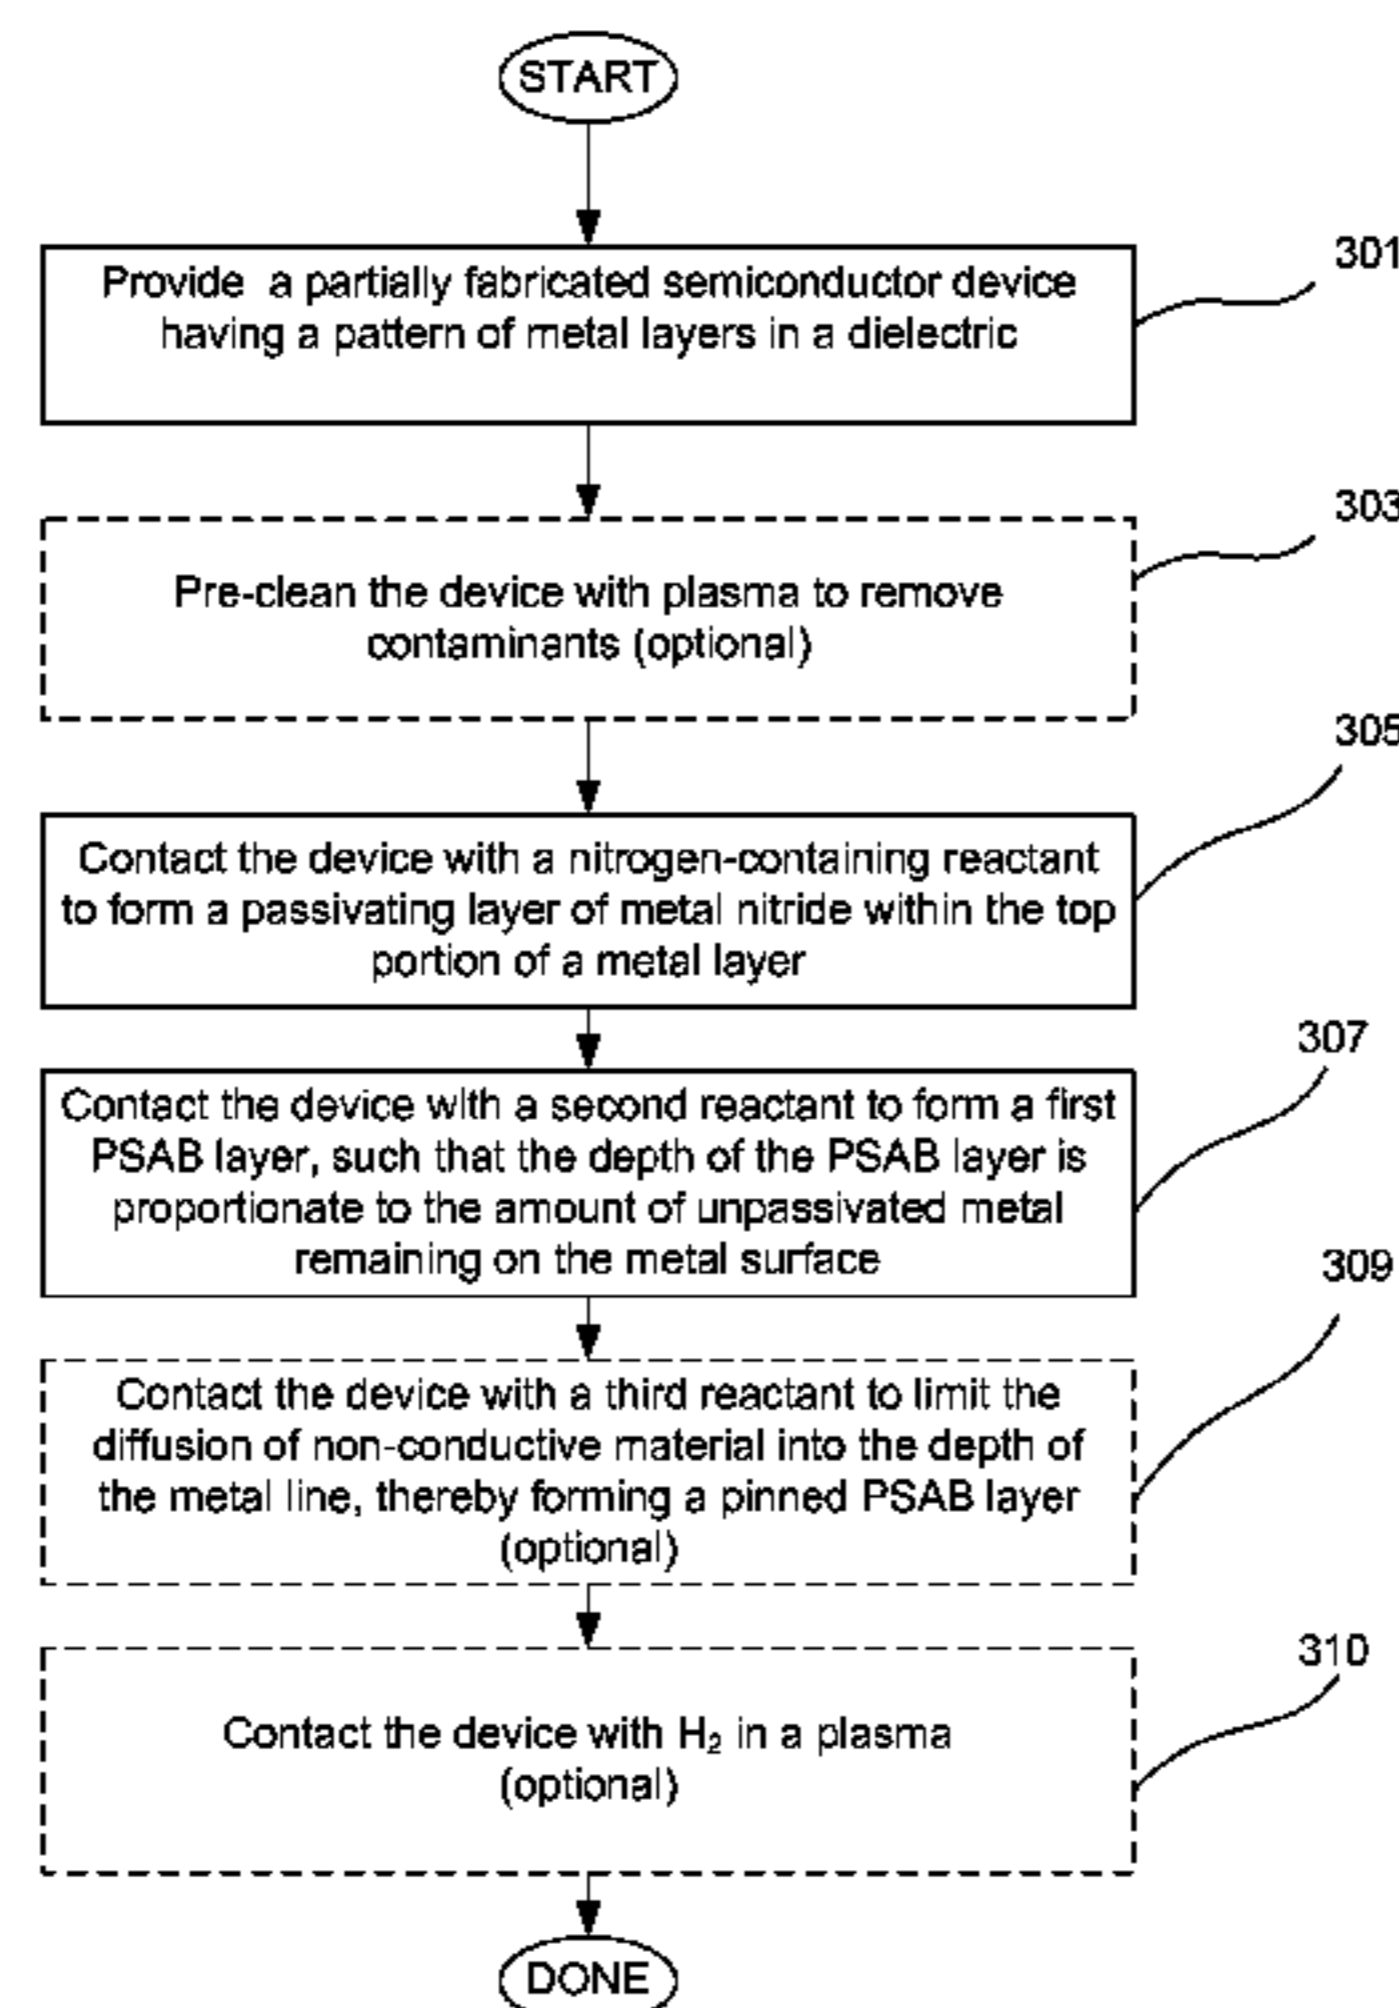 START
Provide a partially fabricated semiconductor device
having a pattern of metal layers in a dielectric
301
Pre-clean the device with plasma to remove
contaminants (optional)
303
Contact the device with a nitrogen-containing reactant
to form a passivating layer of metal nitride within the top
portion of a metal layer
305
Contact the device with a second reactant to form a first
PSAB layer, such that the depth of the PSAB layer is
proportionate to the amount of unpassivated metal
remaining on the metal surface
307
Contact the device with a third reactant to limit the
diffusion of non-conductive material into the depth of
the metal line, thereby forming a pinned PSAB layer
(optional)
309
Contact the device with H₂ in a plasma
(optional)
310
DONE